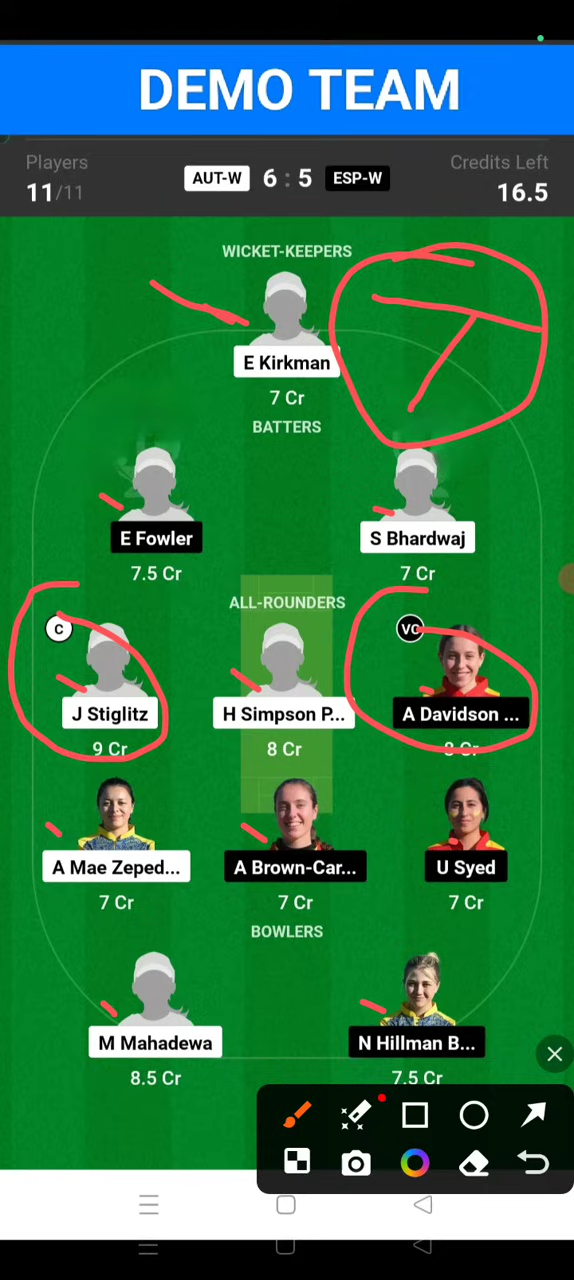 DEMO TEAM
Players
Credits Left
11/11
AUT-W 6 : 5 ESP-W
16.5
WICKET-KEEPERS
E Kirkman
7 Cr
BATTERS
E Fowler
S Bhardwaj
7.5 Cr
7 Cr
ALL-ROUNDERS
C
VC
J Stiglitz
H Simpson P...
A Davidson ...
9 Cr
8 Cr
8 Cr
A Mae Zeped...
A Brown-Car...
U Syed
7 Cr
7 Cr
7 Cr
BOWLERS
M Mahadewa
N Hillman B...
8.5 Cr
7.5 Cr